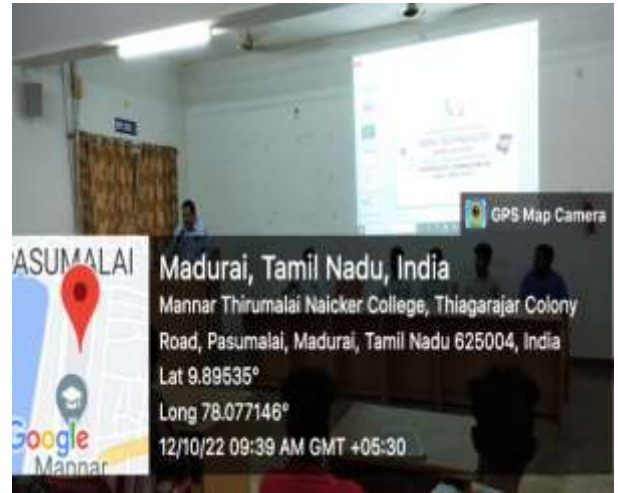 GPS Map Camera
PASUMALAI
Google
Mannar
Madurai, Tamil Nadu, India
Mannar Thirumalai Naicker College, Thiagarajar Colony
Road, Pasumalai, Madurai, Tamil Nadu 625004, India
Lat 9.89535°
Long 78.077146°
12/10/22 09:39 AM GMT +05:30